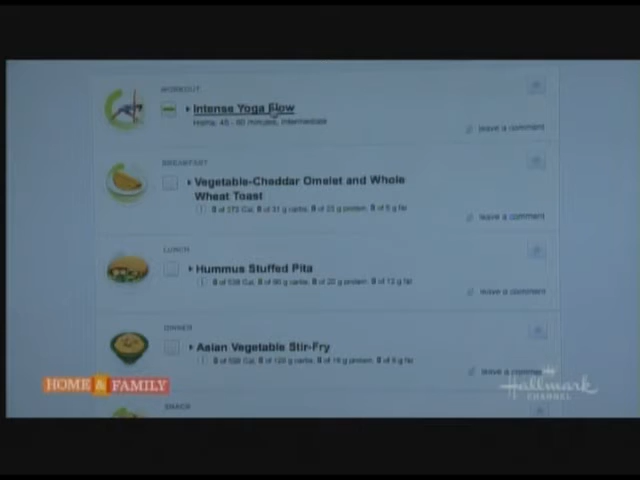 WORKOUT
Intense Yoga Flow
Home, 45 - 60 minutes, Intermediate
leave a comment
BREAKFAST
Vegetable-Cheddar Omelet and Whole
Wheat Toast
leave a comment
LUNCH
Hummus Stuffed Pita
leave a comment
DINNER
Asian Vegetable Stir-Fry
leave a
SNACK
HOME & FAMILY
Hallmark
CHANNEL